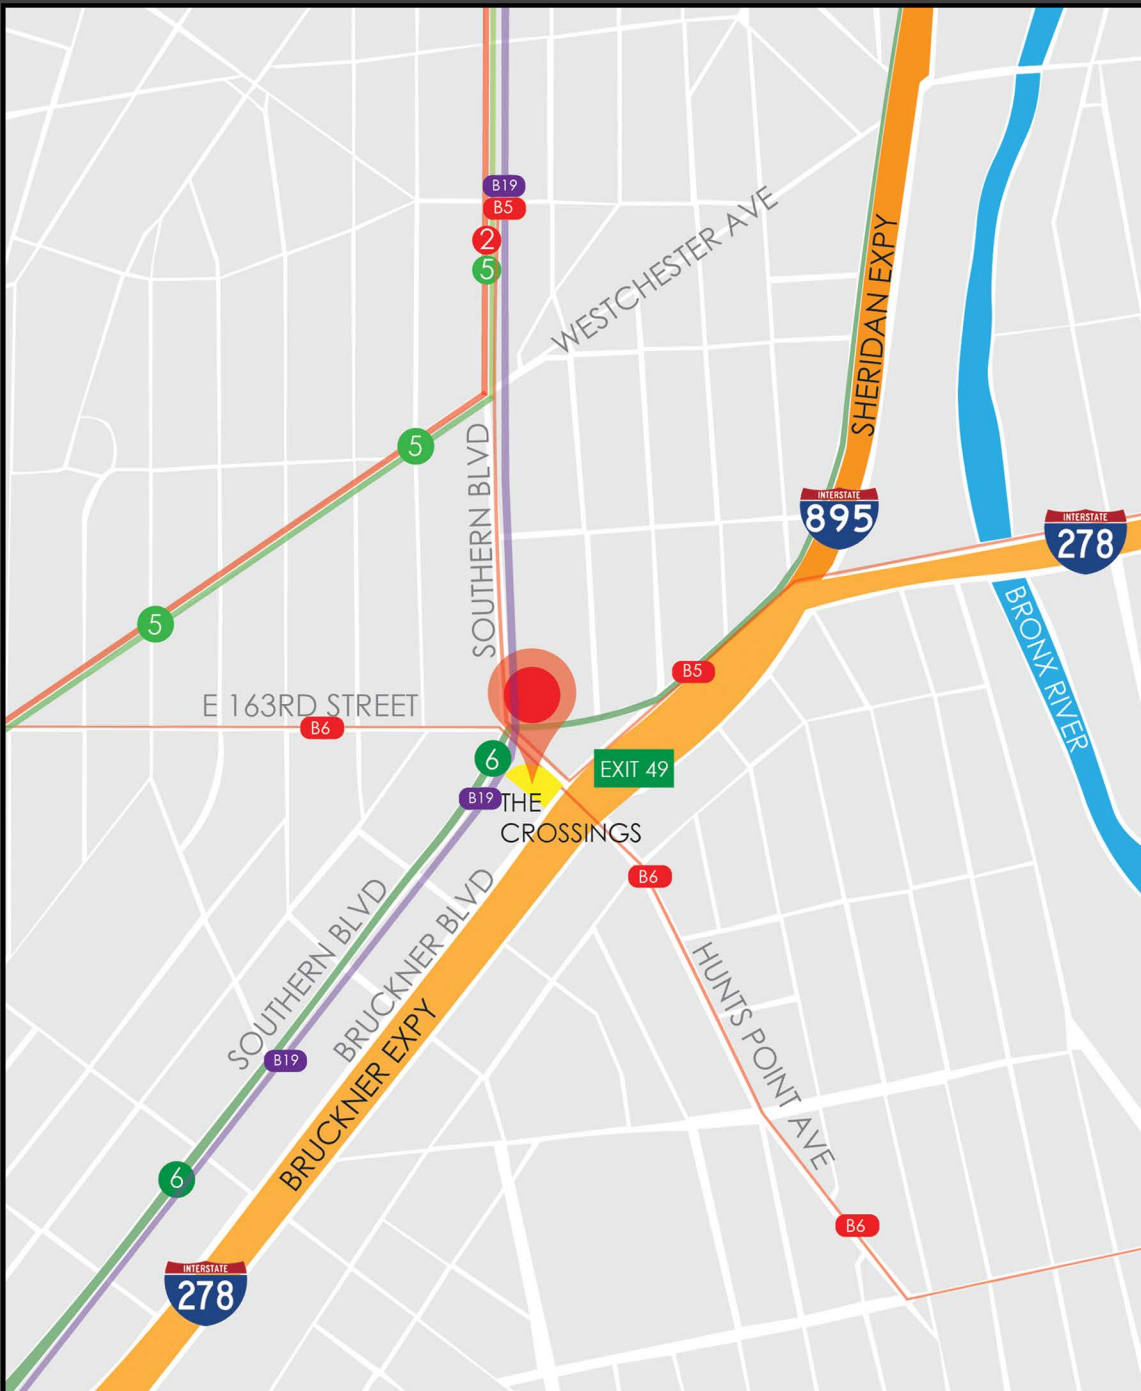 B19
B5
2
5
WESTCHESTER AVE
SHERIDAN EXPY
5
SOUTHERN BLVD
INTERSTATE
895
INTERSTATE
278
5
BRONX RIVER
B5
E 163RD STREET
B6
6
EXIT 49
B19
THE
CROSSINGS
B6
SOUTHERN BLVD
BRUCKNER BLVD
HUNTS POINT AVE
BRUCKNER EXPY
B19
6
B6
INTERSTATE
278